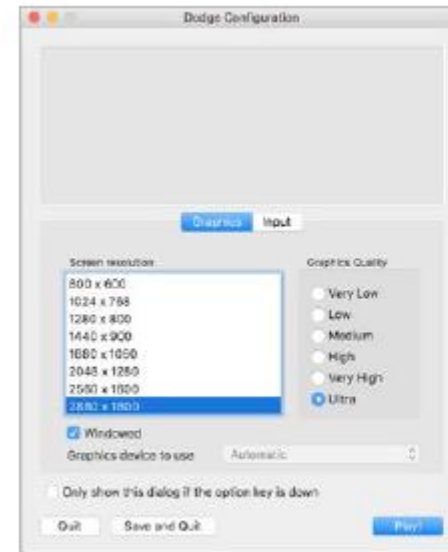 Dodge Configuration
Graphics Input
Screen resolution
800 x 600
1024 x 768
1280 x 800
1440 x 900
1680 x 1050
2048 x 1280
2560 x 1600
2880 x 1800
Graphics Quality
Very Low
Low
Medium
High
Very High
Ultra
Windowed
Graphics device to use Automatic
Only show this dialog if the option key is down
Quit Save and Quit Play!